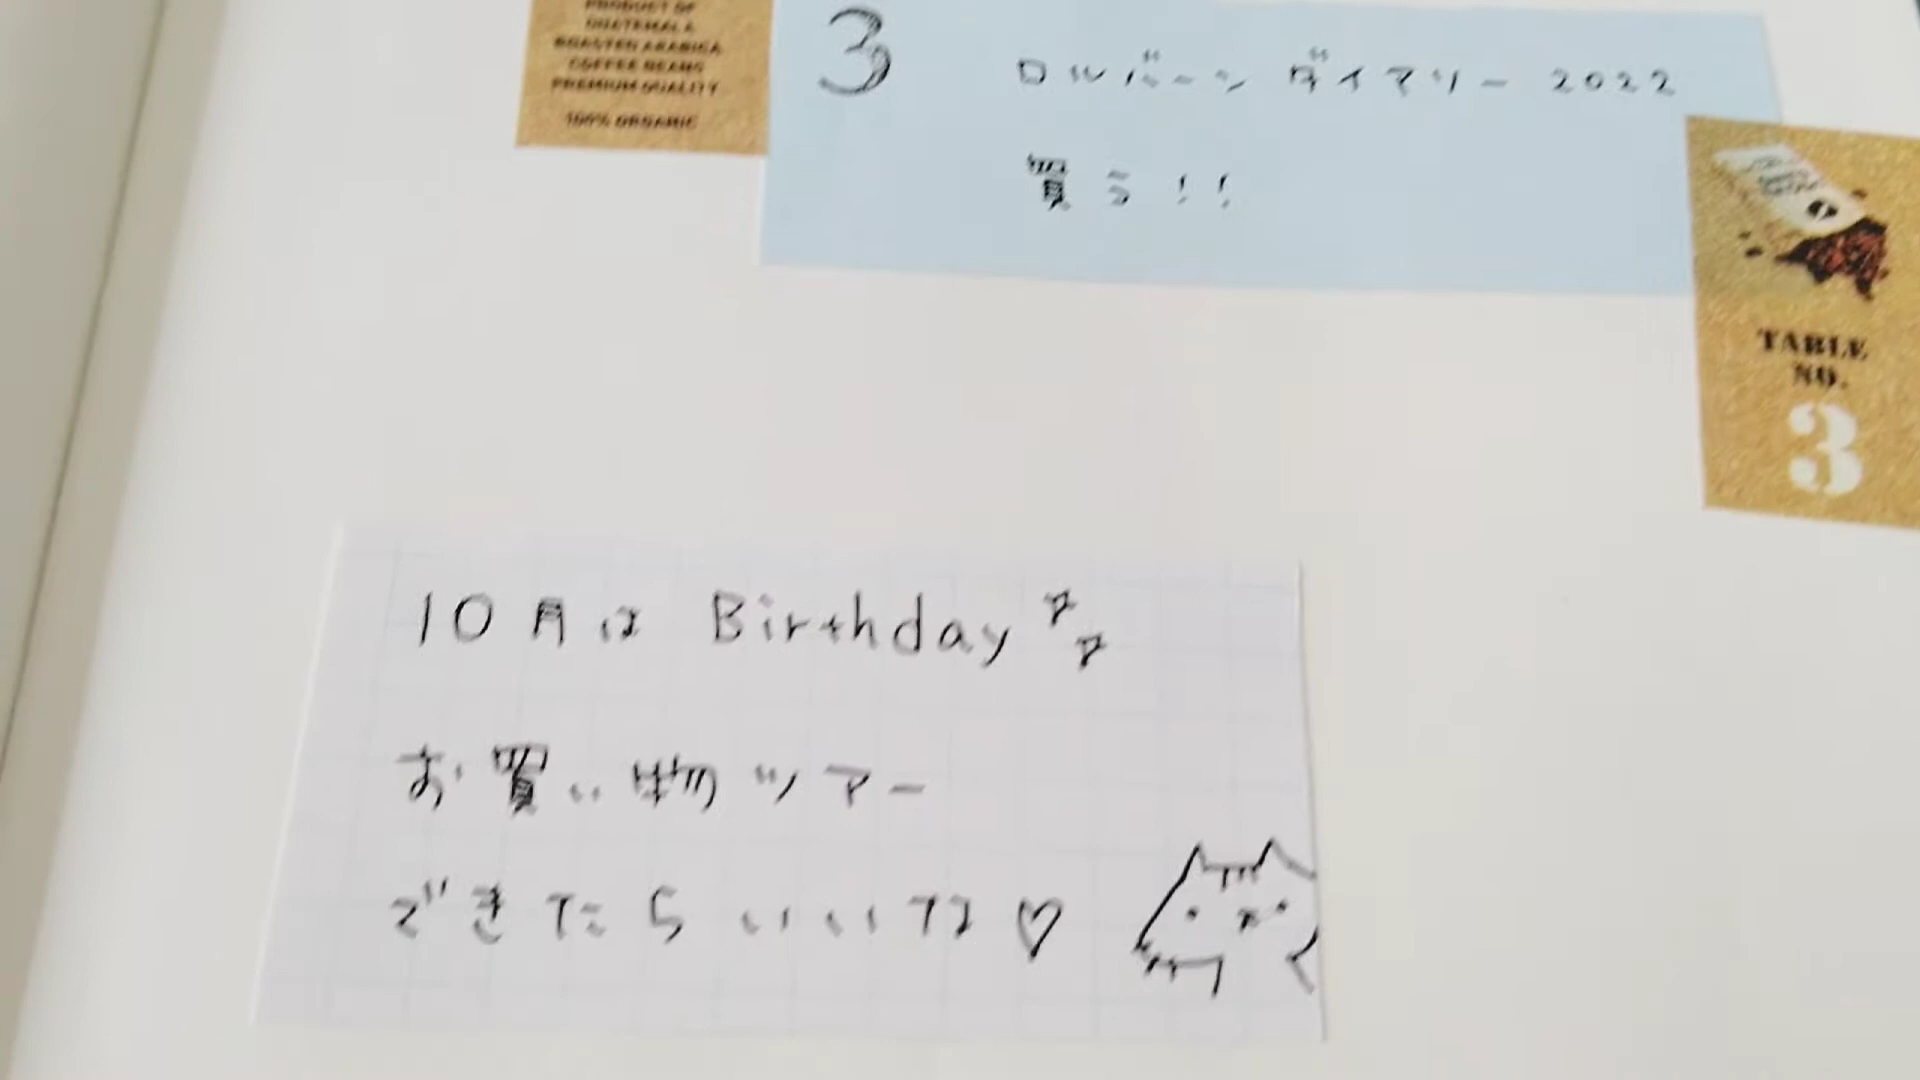 PRODUCT OF
GUATEMALA
ROASTED ARABICA
COFFEE BEANS
PREMIUM QUALITY
100% ORGANIC
3 ロルバーン ダイアリー 2022
買う!!
TABLE
NO.
3
10月は Birthday
お買い物ツアー
できたらいいな♡